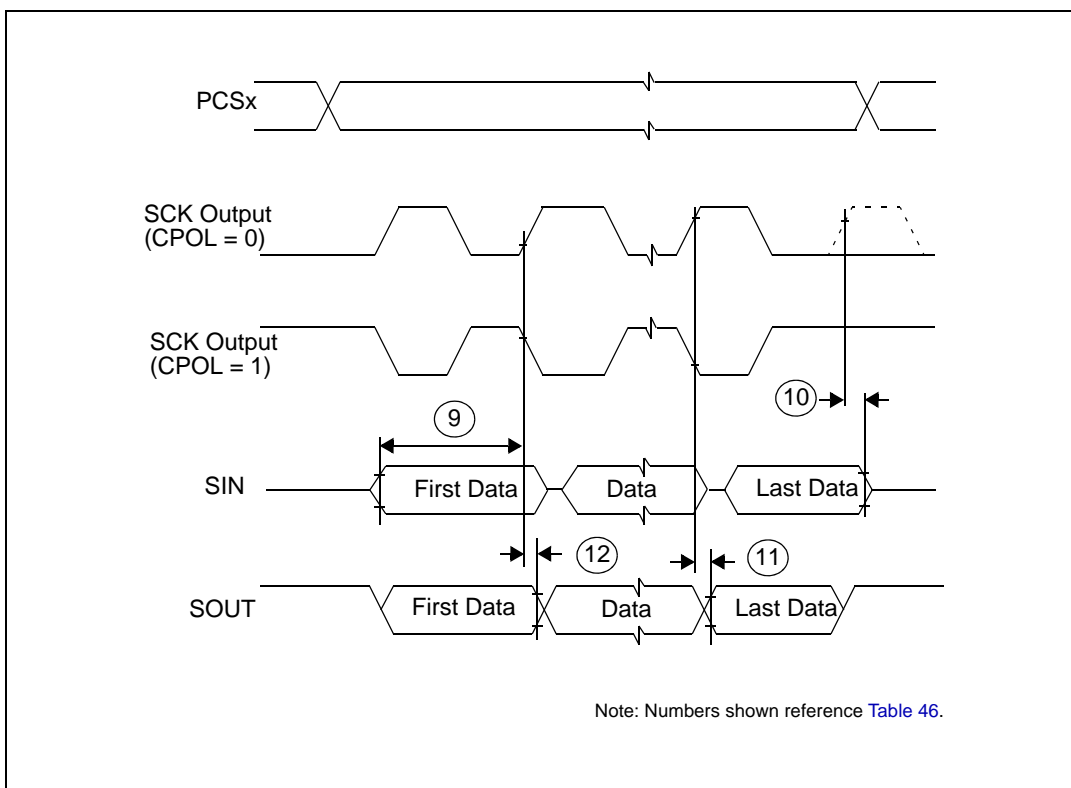 PCSx
SCK Output
(CPOL = 0)
SCK Output
(CPOL = 1)
10
9
SIN
First Data
Data
Last Data
12
11
SOUT
First Data
Data
Last Data
Note: Numbers shown reference Table 46.